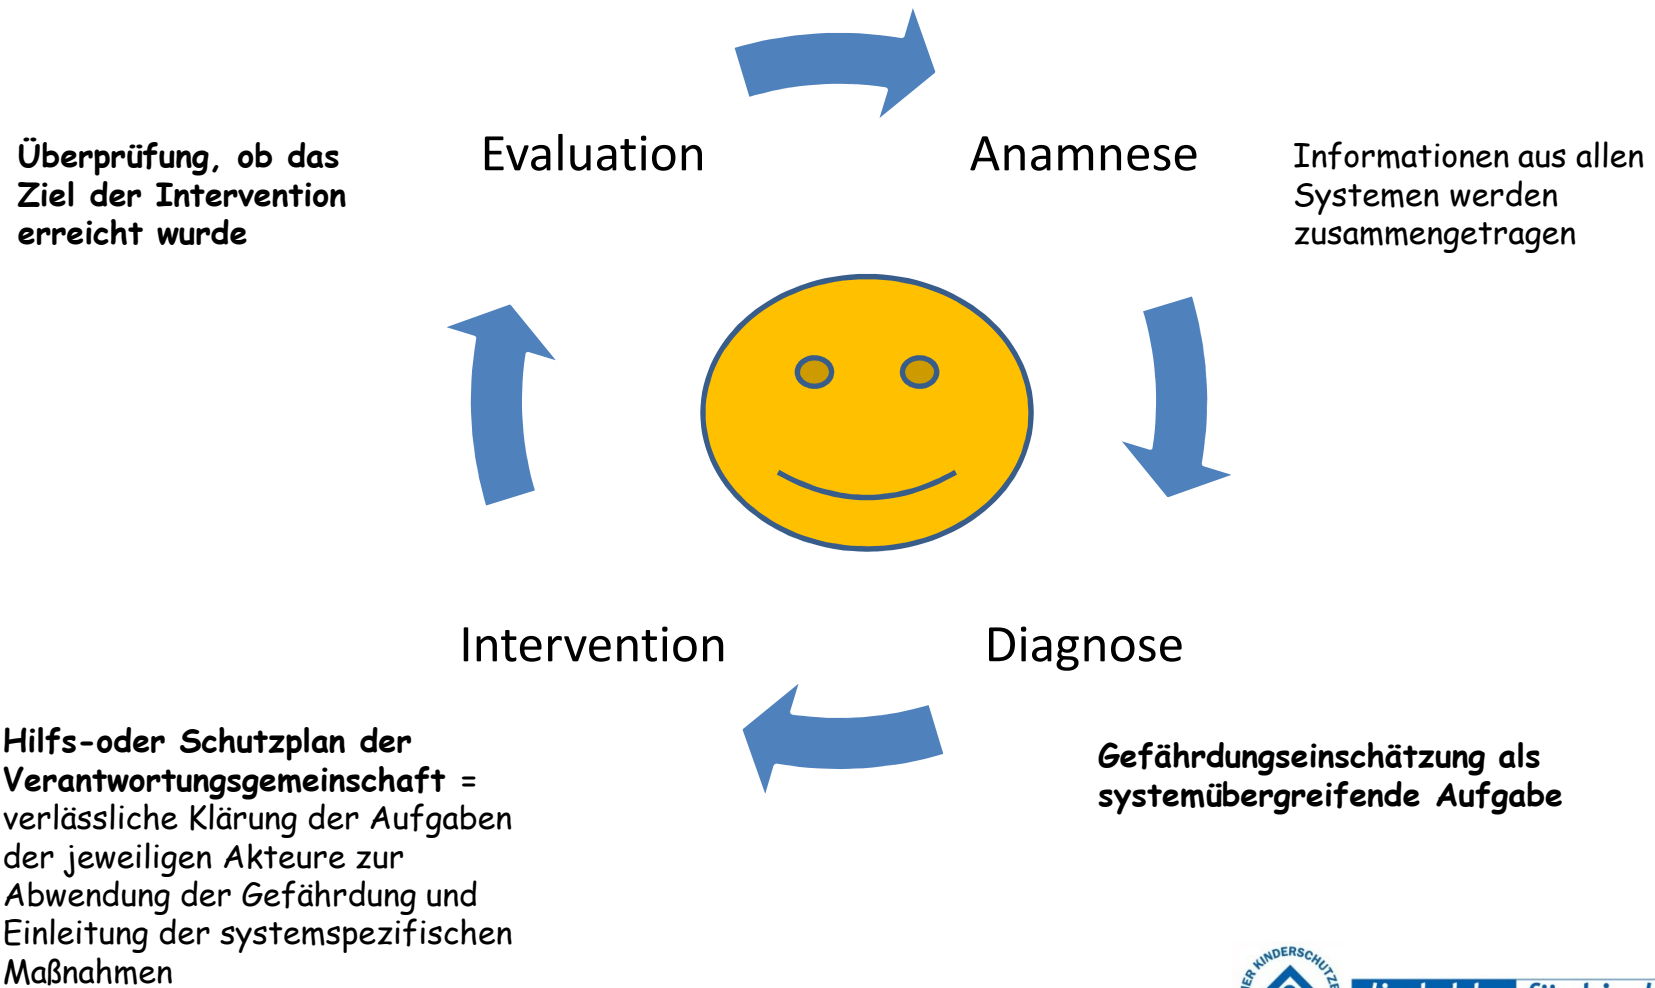 Evaluation
Anamnese
Überprüfung, ob das
Ziel der Intervention
erreicht wurde
Informationen aus allen
Systemen werden
zusammengetragen
Intervention
Diagnose
Hilfs-oder Schutzplan der
Verantwortungsgemeinschaft =
verlässliche Klärung der Aufgaben
der jeweiligen Akteure zur
Abwendung der Gefährdung und
Einleitung der systemspezifischen
Maßnahmen
Gefährdungseinschätzung als
systemübergreifende Aufgabe